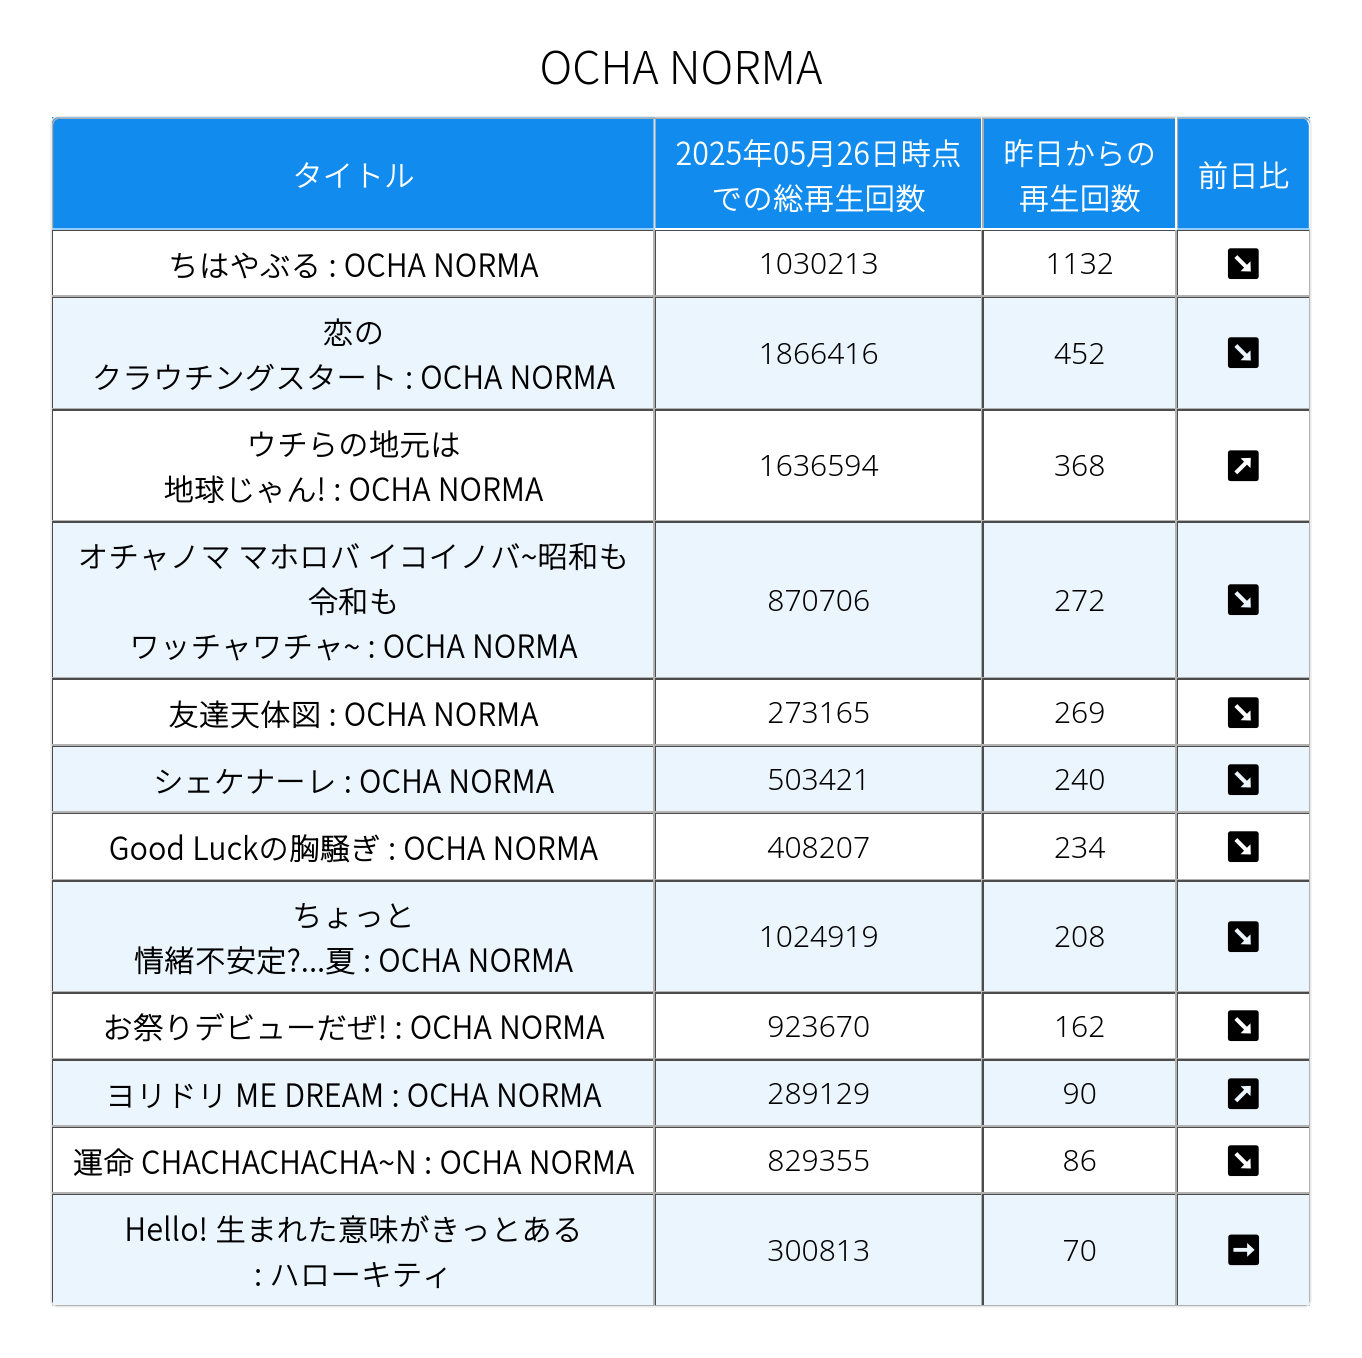 OCHA NORMA
タイトル
2025年05月26日時点
での総再生回数
昨日からの
再生回数
前日比
ちはやぶる : OCHA NORMA
1030213
1132
恋の
クラウチングスタート : OCHA NORMA
1866416
452
ウチらの地元は
地球じゃん! : OCHA NORMA
1636594
368
オチャノマ マホロバ イコイノバ~昭和も
令和も
ワッチャワチャ~ : OCHA NORMA
870706
272
友達天体図 : OCHA NORMA
273165
269
シェケナーレ : OCHA NORMA
503421
240
Good Luckの胸騒ぎ : OCHA NORMA
408207
234
ちょっと
情緒不安定?...夏 : OCHA NORMA
1024919
208
お祭りデビューだぜ! : OCHA NORMA
923670
162
ヨリドリ ME DREAM : OCHA NORMA
289129
90
運命 CHACHACHACHA~N : OCHA NORMA
829355
86
Hello! 生まれた意味がきっとある
: ハローキティ
300813
70